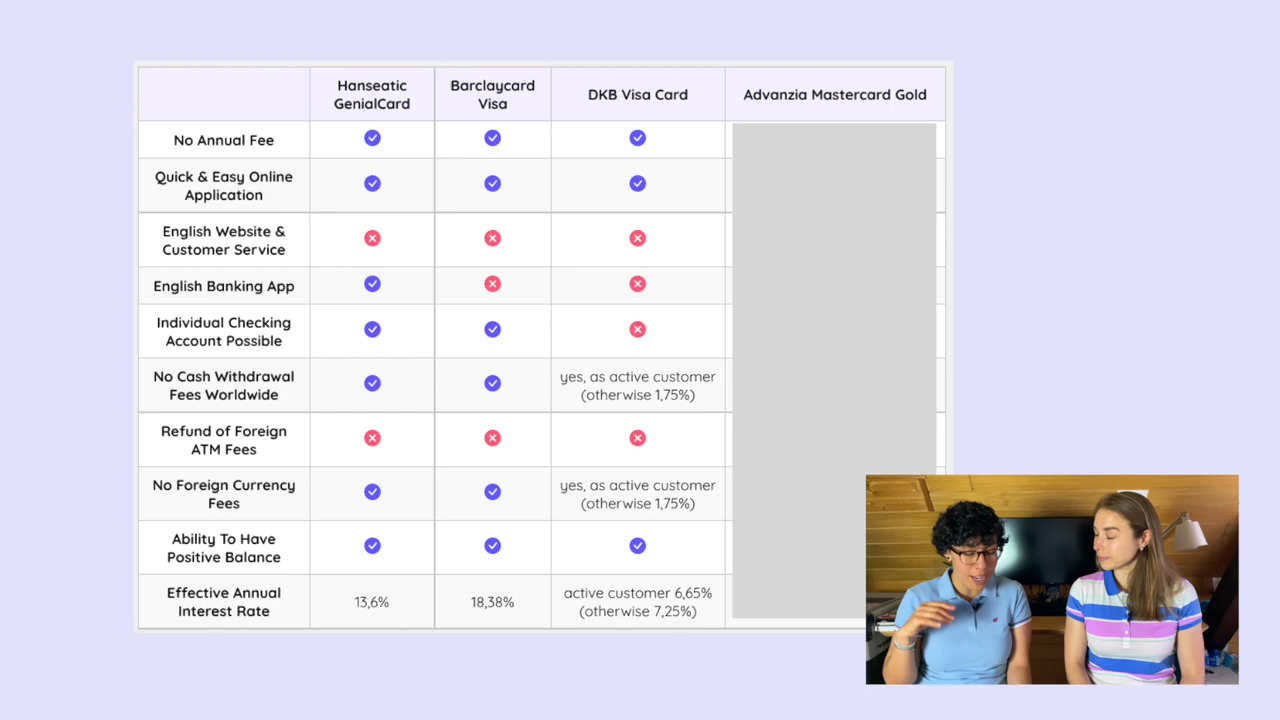 Hanseatic
GenialCard
Barclaycard
Visa
DKB Visa Card
Advanzia Mastercard Gold
No Annual Fee
Quick & Easy Online
Application
English Website &
Customer Service
English Banking App
Individual Checking
Account Possible
No Cash Withdrawal
Fees Worldwide
yes, as active customer
(otherwise 1,75%)
Refund of Foreign
ATM Fees
No Foreign Currency
Fees
yes, as active customer
(otherwise 1,75%)
Ability To Have
Positive Balance
Effective Annual
Interest Rate
13,6%
18,38%
active customer 6,65%
(otherwise 7,25%)